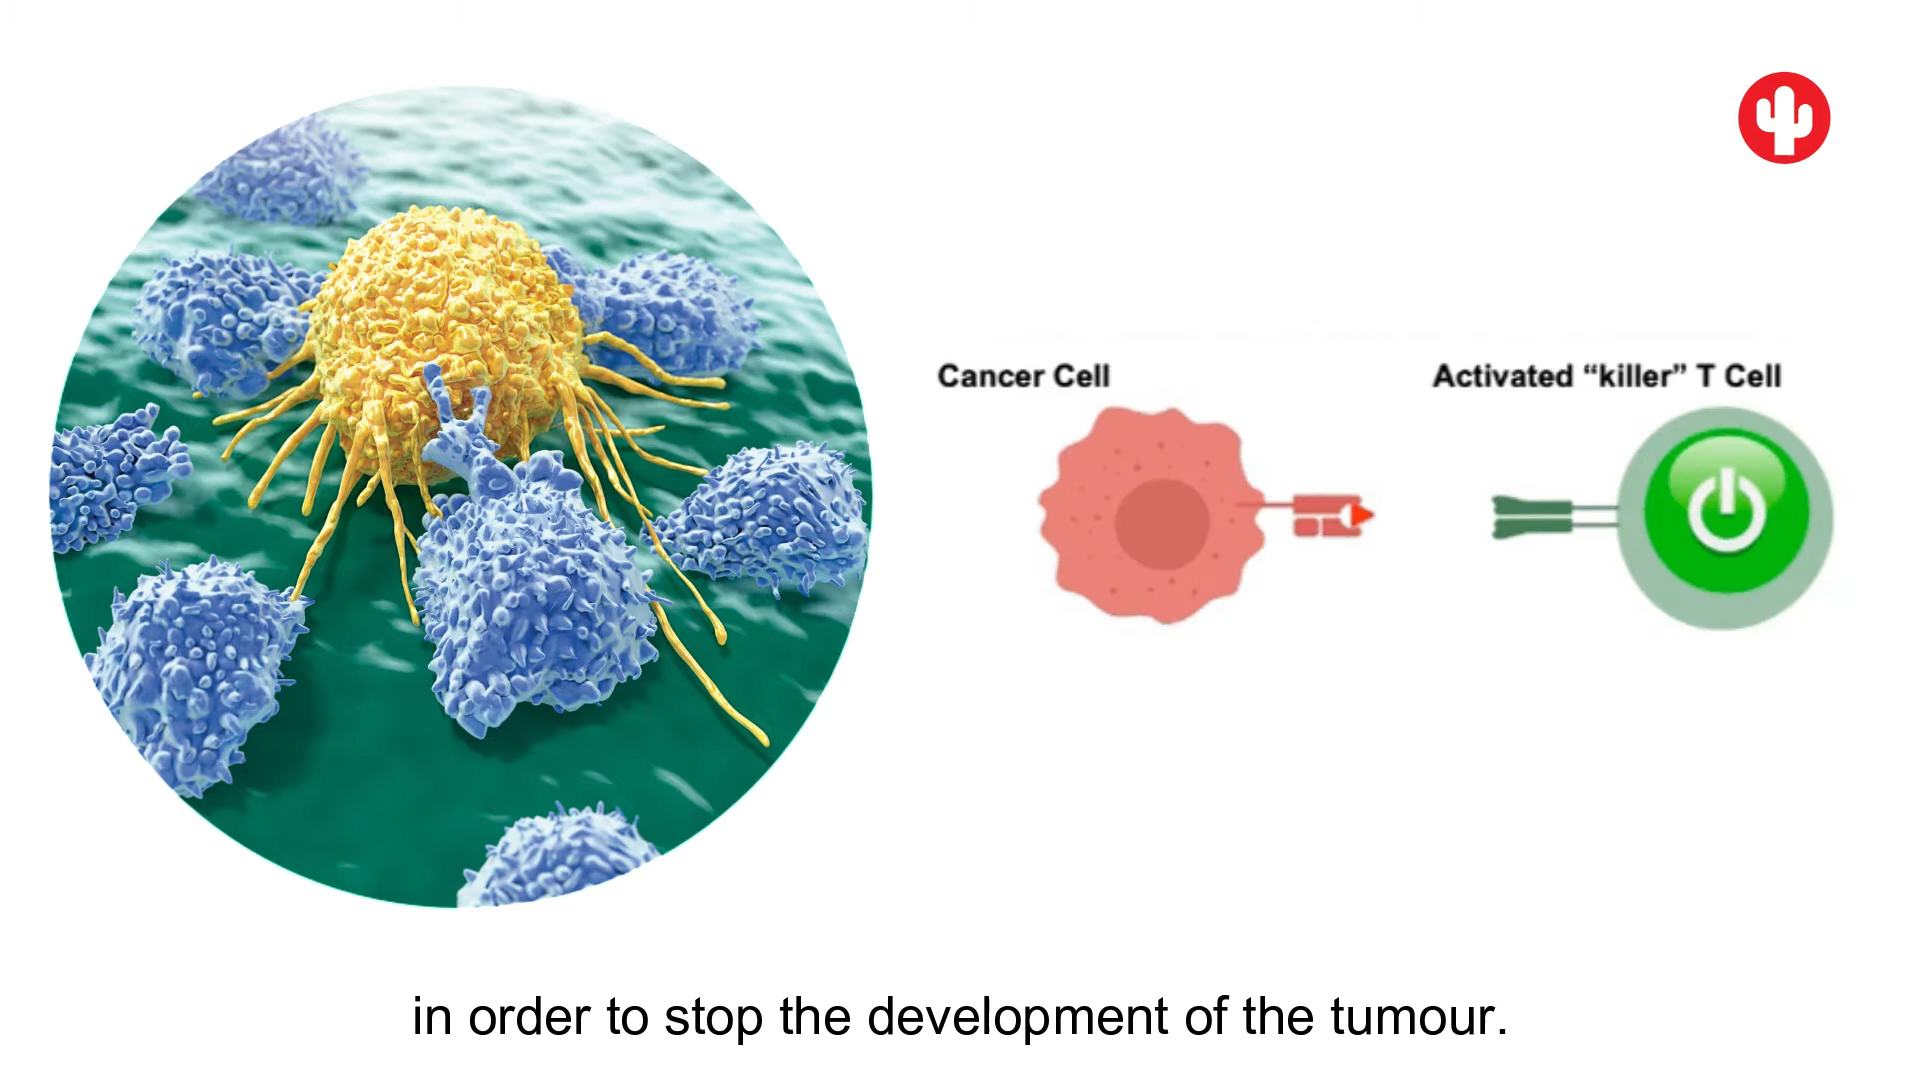 Cancer Cell
Activated “killer” T Cell
in order to stop the development of the tumour.